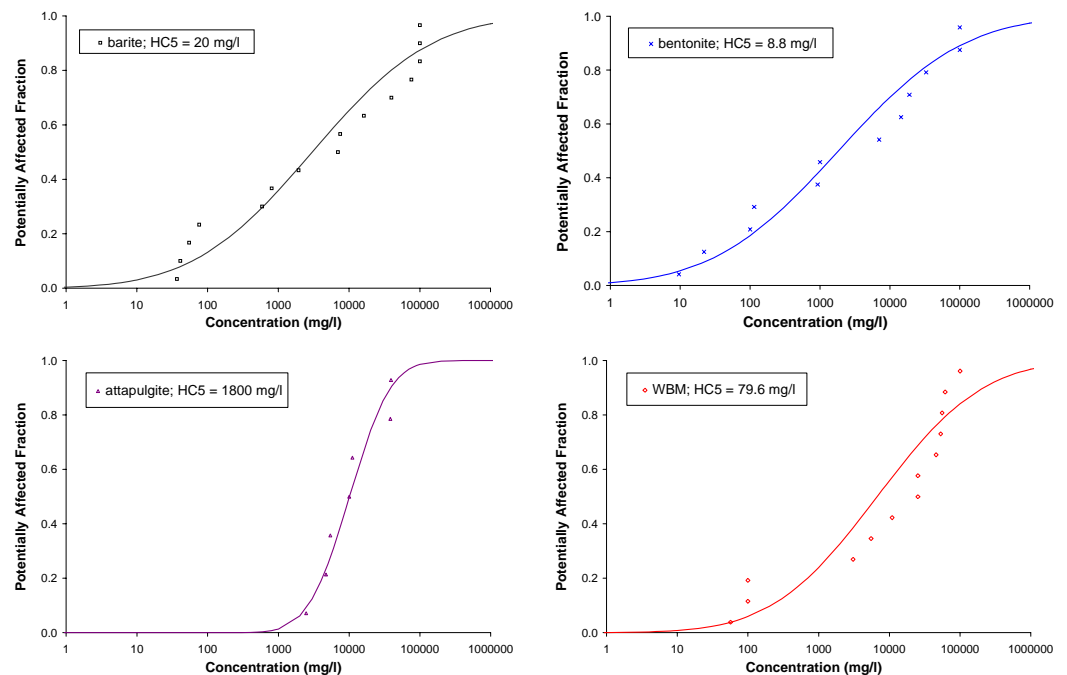 barite; HC5 = 20 mg/l
Potentially Affected Fraction
1.0
0.8
0.6
0.4
0.2
0.0
1 10 100 1000 10000 100000 1000000
Concentration (mg/l)
bentonite; HC5 = 8.8 mg/l
Potentially Affected Fraction
1.0
0.8
0.6
0.4
0.2
0.0
1 10 100 1000 10000 100000 1000000
Concentration (mg/l)
attapulgite; HC5 = 1800 mg/l
Potentially Affected Fraction
1.0
0.8
0.6
0.4
0.2
0.0
1 10 100 1000 10000 100000 1000000
Concentration (mg/l)
WBM; HC5 = 79.6 mg/l
Potentially Affected Fraction
1.0
0.8
0.6
0.4
0.2
0.0
1 10 100 1000 10000 100000 1000000
Concentration (mg/l)